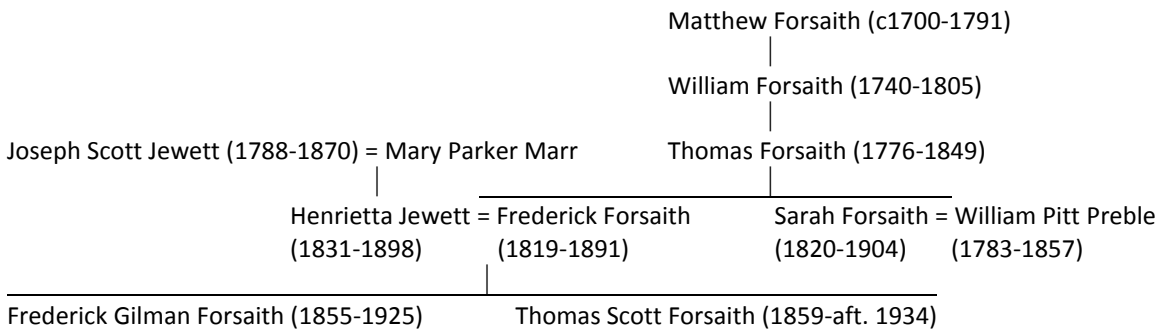 Matthew Forsaith (c1700-1791)
William Forsaith (1740-1805)
Joseph Scott Jewett (1788-1870) = Mary Parker Marr Thomas Forsaith (1776-1849)
Henrietta Jewett = Frederick Forsaith Sarah Forsaith = William Pitt Preble
(1831-1898) (1819-1891) (1820-1904) (1783-1857)
Frederick Gilman Forsaith (1855-1925) Thomas Scott Forsaith (1859-aft. 1934)